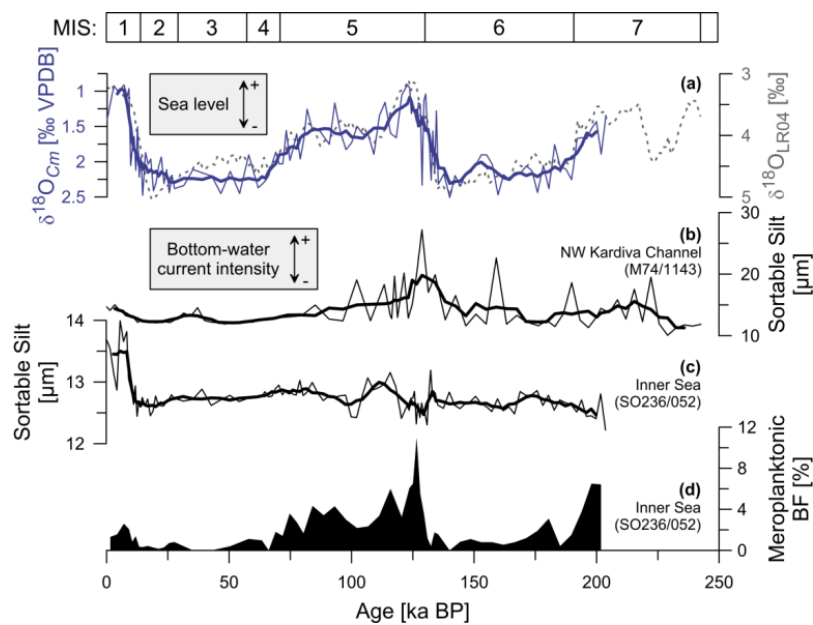 MIS: 1 2 3 4 5 6 7
(a)
1
1.5
2
2.5
δ18OCm [‰ VPDB]
Sea level
+
-
3
4
5
δ18OLR04 [‰]
(b)
NW Kardiva Channel
(M74/1143)
Bottom-water
current intensity
+
-
30
20
10
Sortable Silt
[µm]
14
13
12
Sortable Silt
[µm]
(c)
Inner Sea
(SO236/052)
(d)
Inner Sea
(SO236/052)
12
8
4
0
Meroplanktonic
BF [%]
0 50 100 150 200 250
Age [ka BP]